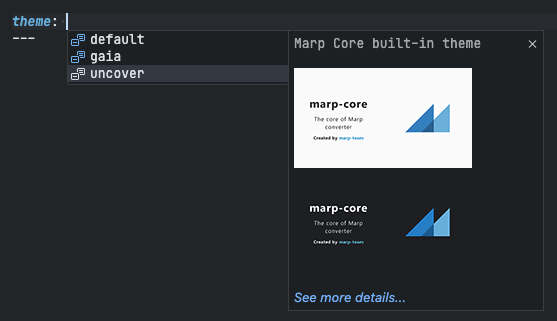 theme:
---
default
gaia
uncover
Marp Core built-in theme
marp-core
The core of Marp
converter
Created by marp-team
marp-core
The core of Marp
converter
Created by marp-team
See more details...